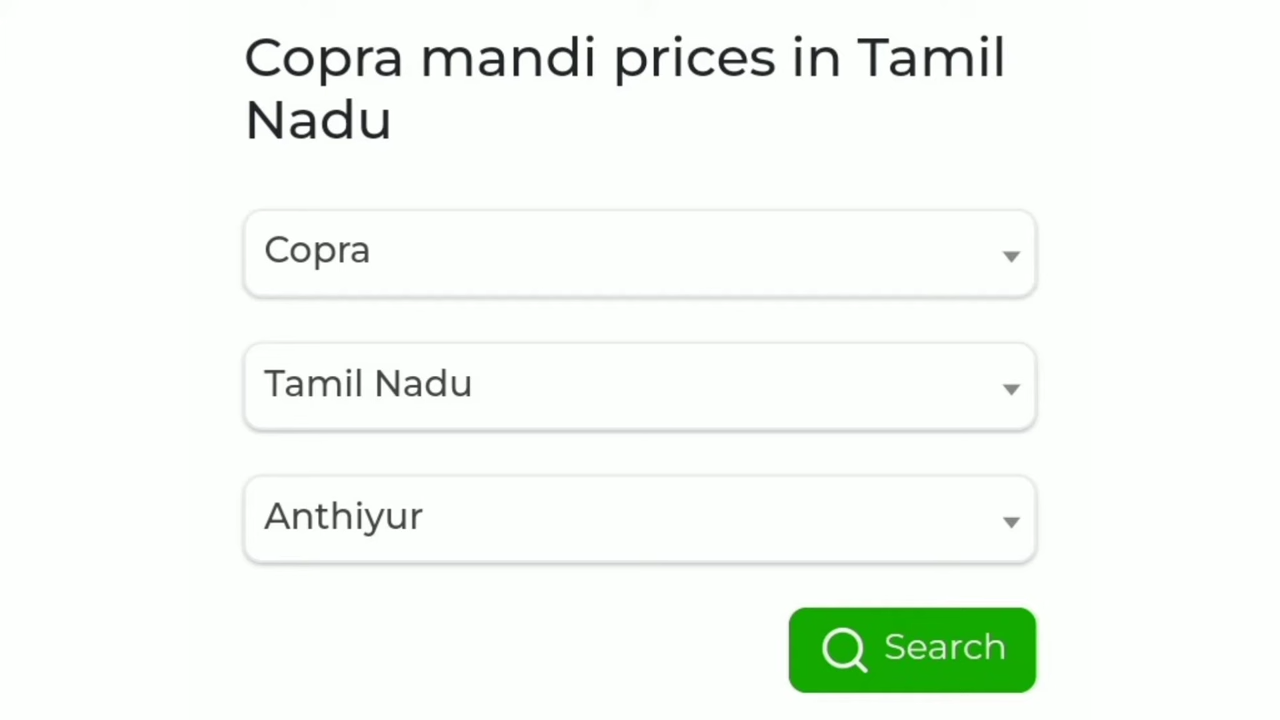 Copra mandi prices in Tamil
Nadu
Copra
Tamil Nadu
Anthiyur
Search